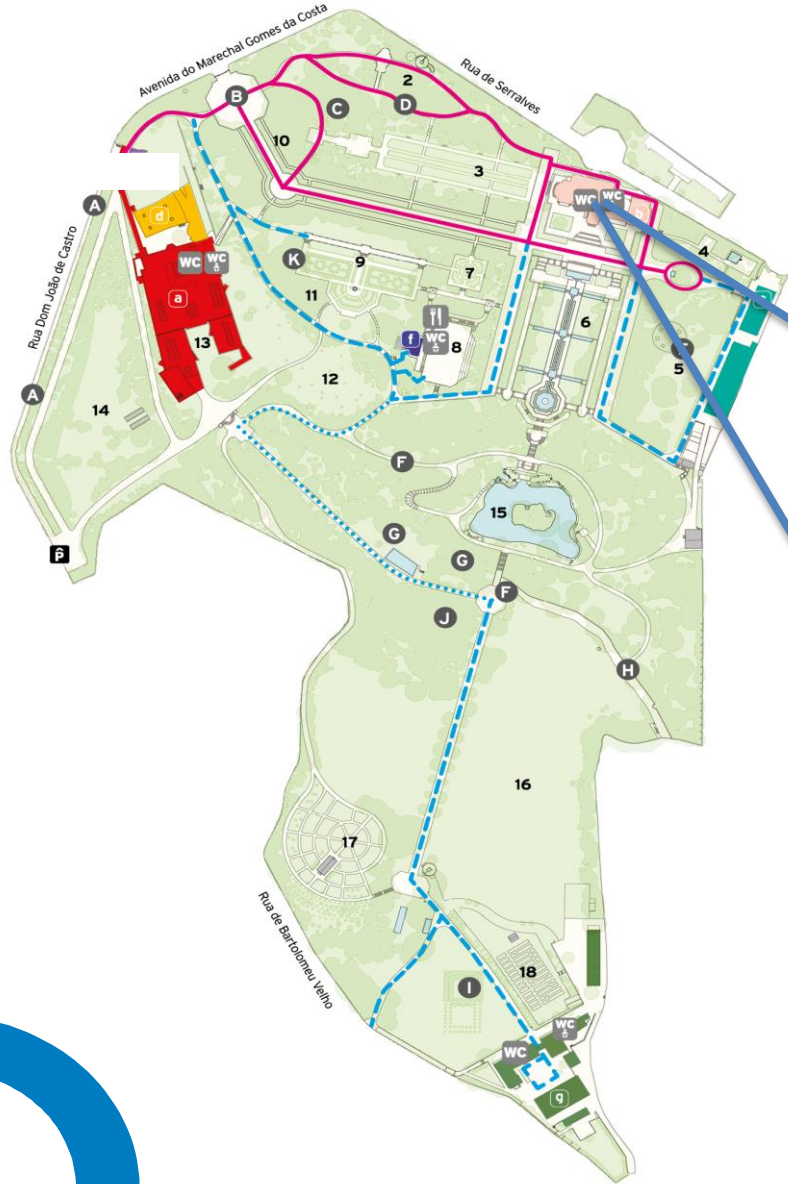 Avenida do Marechal Gomes da Costa
Rua de Serralves
2
B
C
D
10
3
WC
WC
b
A
d
Rua Dom João de Castro
4
K
9
7
WC
WC
a
11
6
13
f
WC
8
5
12
A
14
F
15
P
G
G
F
J
H
16
17
Rua de Bartolomeu Velho
18
I
WC
WC
g